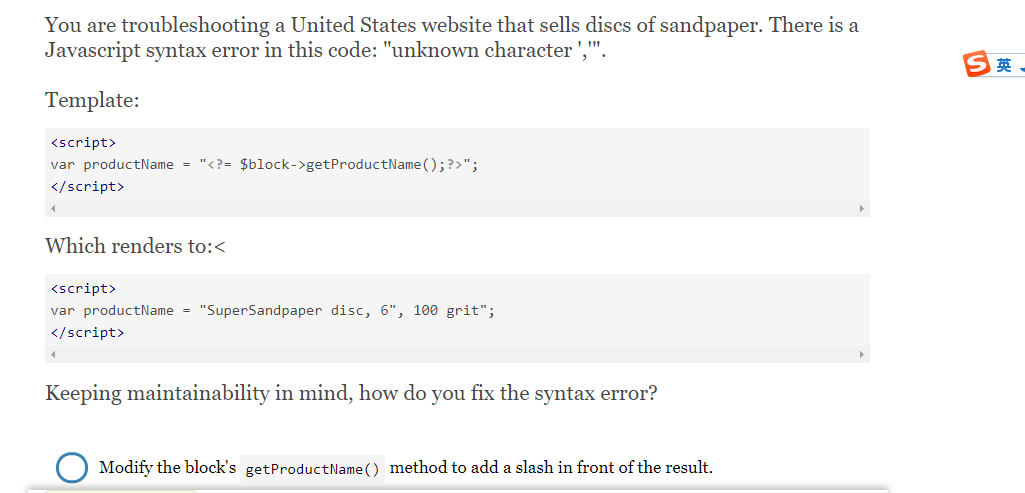 You are troubleshooting a United States website that sells discs of sandpaper. There is a
Javascript syntax error in this code: "unknown character ','".
英
Template:
<script>
var productName = "<?= $block->getProductName();?>";
</script>
Which renders to:<
<script>
var productName = "SuperSandpaper disc, 6", 100 grit";
</script>
Keeping maintainability in mind, how do you fix the syntax error?
Modify the block's getProductName() method to add a slash in front of the result.